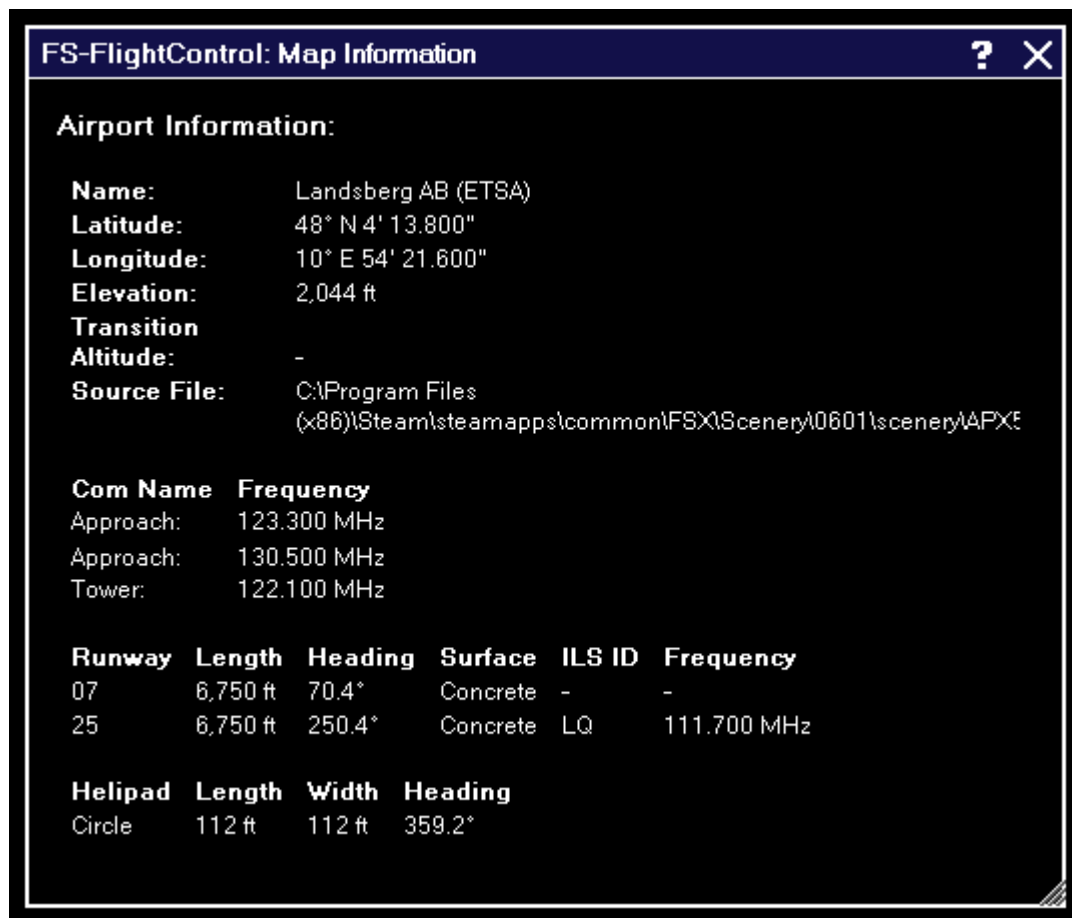 FS-FlightControl: Map Information ? X
Airport Information:
Name: Landsberg AB (ETSA)
Latitude: 48° N 4' 13.800"
Longitude: 10° E 54' 21.600"
Elevation: 2,044 ft
Transition
Altitude: -
Source File: C:\Program Files
(x86)\Steam\steamapps\common\FSX\Scenery\0601\scenery\APX5
Com Name Frequency
Approach: 123.300 MHz
Approach: 130.500 MHz
Tower: 122.100 MHz
Runway Length Heading Surface ILS ID Frequency
07 6,750 ft 70.4° Concrete - -
25 6,750 ft 250.4° Concrete LQ 111.700 MHz
Helipad Length Width Heading
Circle 112 ft 112 ft 359.2°